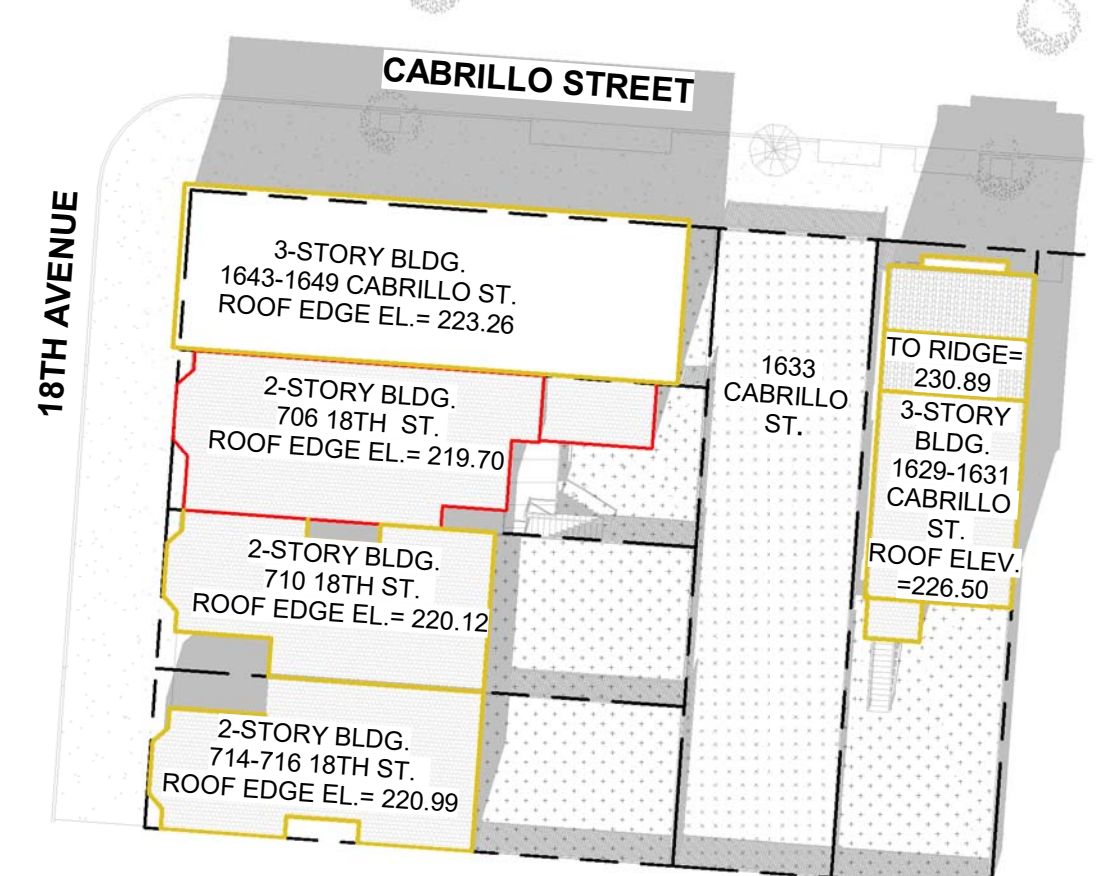 CABRILLO STREET
18TH AVENUE
3-STORY BLDG.
1643-1649 CABRILLO ST.
ROOF EDGE EL.= 223.26
2-STORY BLDG.
706 18TH ST.
ROOF EDGE EL.= 219.70
2-STORY BLDG.
710 18TH ST.
ROOF EDGE EL.= 220.12
2-STORY BLDG.
714-716 18TH ST.
ROOF EDGE EL.= 220.99
1633
CABRILLO
ST.
TO RIDGE=
230.89
3-STORY
BLDG.
1629-1631
CABRILLO
ST.
ROOF ELEV.
=226.50